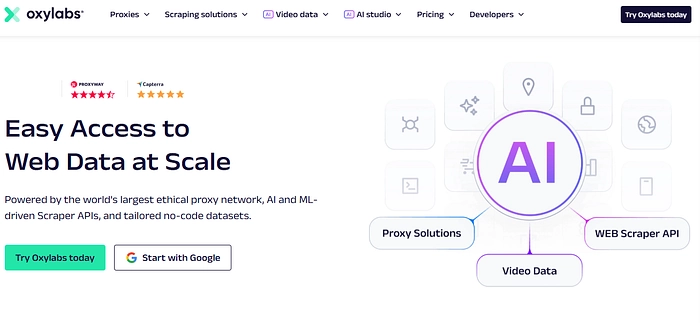 oxylabs®
Proxies
Scraping solutions
AI Video data
AI AI studio
Pricing
Developers
Try Oxylabs today
PROXYWAY
Capterra
Easy Access to
Web Data at Scale
Powered by the world's largest ethical proxy network, AI and ML-
driven Scraper APIs, and tailored no-code datasets.
Try Oxylabs today
G Start with Google
AI
Proxy Solutions
WEB Scraper API
Video Data